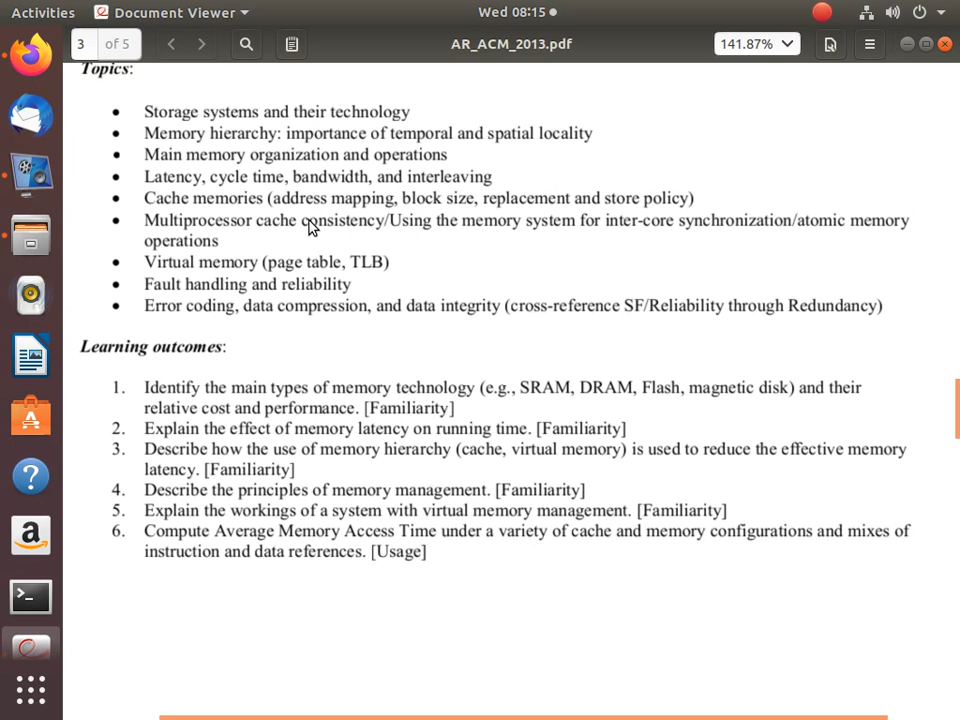 Activities
Document Viewer
Wed 08:15
3 of 5
AR_ACM_2013.pdf
141.87%
Topics:
• Storage systems and their technology
• Memory hierarchy: importance of temporal and spatial locality
• Main memory organization and operations
• Latency, cycle time, bandwidth, and interleaving
• Cache memories (address mapping, block size, replacement and store policy)
• Multiprocessor cache consistency/Using the memory system for inter-core synchronization/atomic memory
operations
• Virtual memory (page table, TLB)
• Fault handling and reliability
• Error coding, data compression, and data integrity (cross-reference SF/Reliability through Redundancy)
Learning outcomes:
1. Identify the main types of memory technology (e.g., SRAM, DRAM, Flash, magnetic disk) and their
relative cost and performance. [Familiarity]
2. Explain the effect of memory latency on running time. [Familiarity]
3. Describe how the use of memory hierarchy (cache, virtual memory) is used to reduce the effective memory
latency. [Familiarity]
4. Describe the principles of memory management. [Familiarity]
5. Explain the workings of a system with virtual memory management. [Familiarity]
6. Compute Average Memory Access Time under a variety of cache and memory configurations and mixes of
instruction and data references. [Usage]